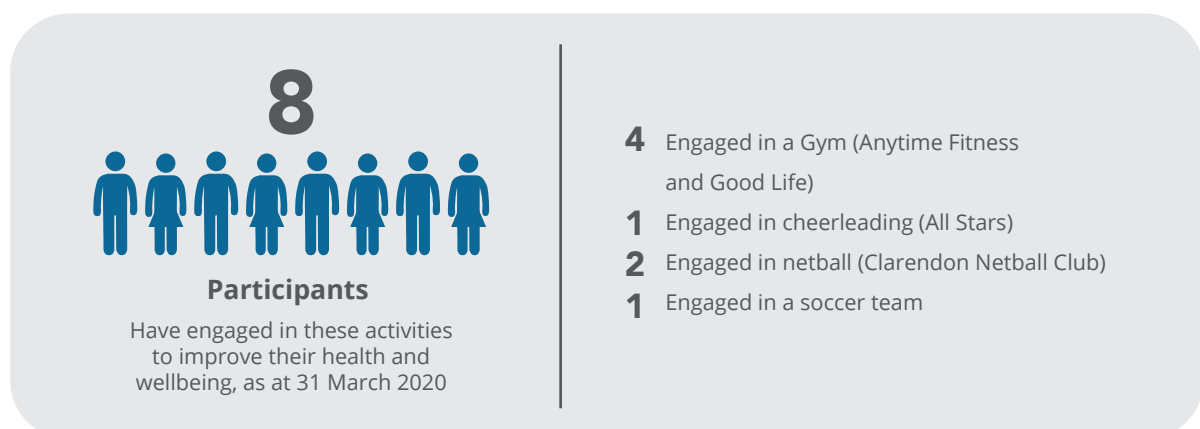 8
Participants
Have engaged in these activities
to improve their health and
wellbeing, as at 31 March 2020
4 Engaged in a Gym (Anytime Fitness
and Good Life)
1 Engaged in cheerleading (All Stars)
2 Engaged in netball (Clarendon Netball Club)
1 Engaged in a soccer team